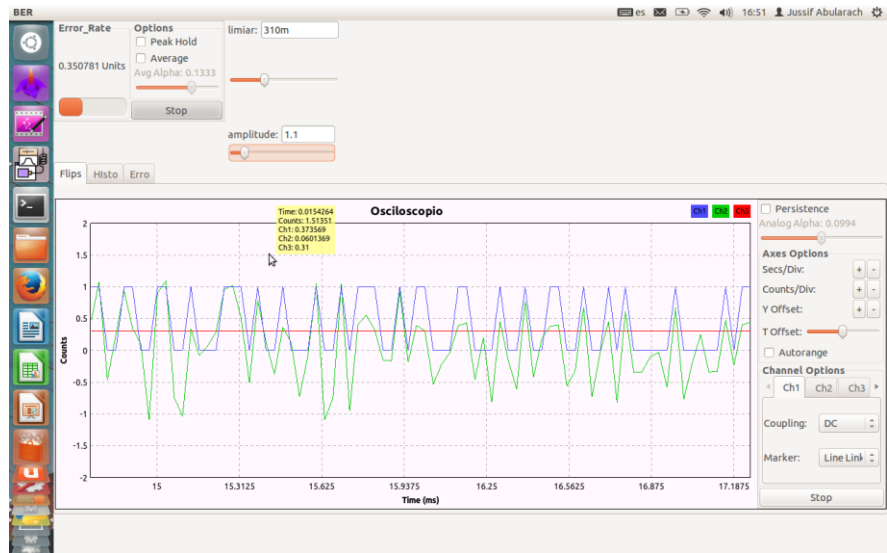 BER
es 16:51 Jussif Abularach
Error_Rate
0.350781 Units
Options
Peak Hold
Average
Avg Alpha: 0.1333
Stop
limiar: 310m
amplitude: 1.1
Flips Histo Erro
Osciloscopio
Ch1 Ch2 Ch3
Time: 0.0154264
Counts: 1.51351
Ch1: 0.373569
Ch2: 0.0601369
Ch3: 0.31
Counts
2
1.5
1
0.5
0
-0.5
-1
-1.5
-2
15 15.3125 15.625 15.9375 16.25 16.5625 16.875 17.1875
Time (ms)
Persistence
Analog Alpha: 0.0994
Axes Options
Secs/Div: + -
Counts/Div: + -
Y Offset: + -
T Offset:
Autorange
Channel Options
Ch1 Ch2 Ch3
Coupling: DC
Marker: Line Link
Stop